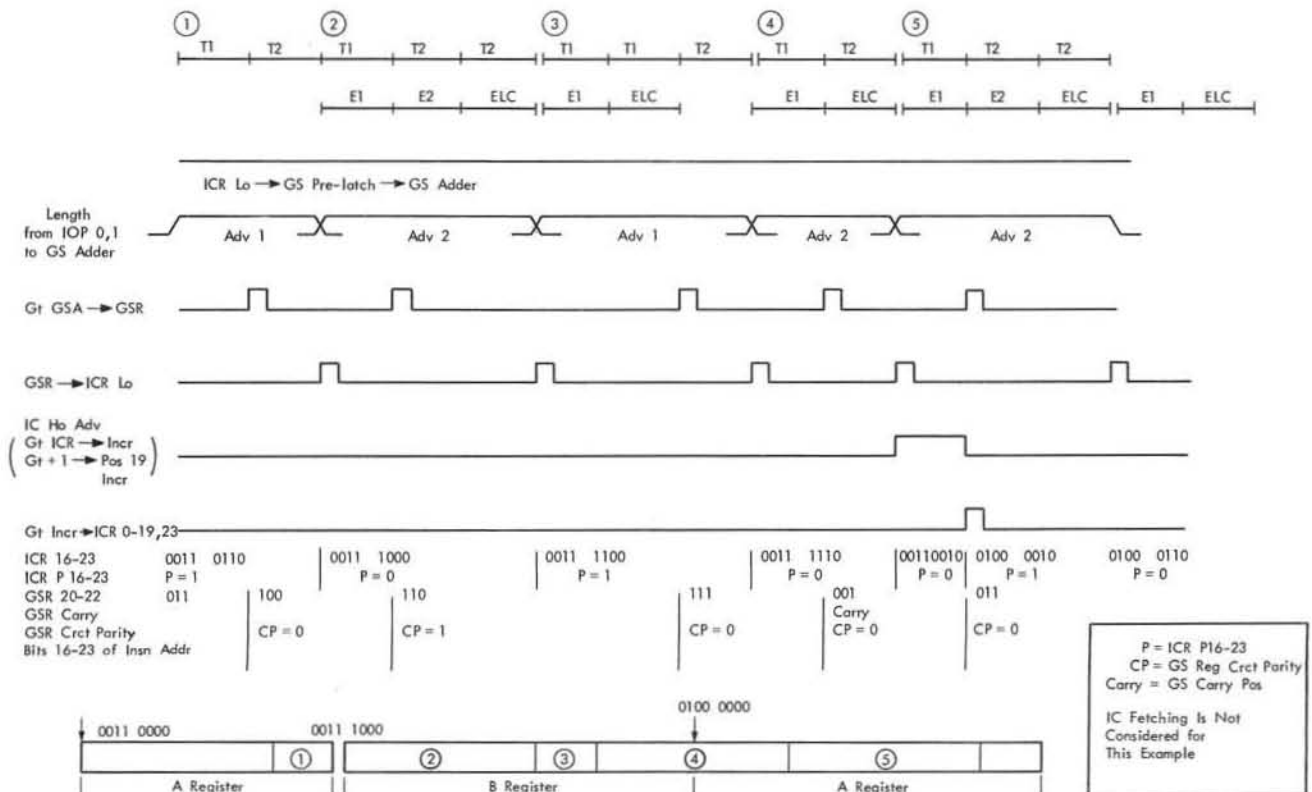 ① ② ③ ④ ⑤
T1 T2 T1 T2 T2 T1 T1 T2 T1 T2 T1 T2 T2
E1 E2 ELC E1 ELC E1 ELC E1 E2 ELC E1 ELC
ICR Lo → GS Pre-latch → GS Adder
Length
from IOP 0,1
to GS Adder
Adv 1 Adv 2 Adv 1 Adv 2 Adv 2
Gt GSA → GSR
GSR → ICR Lo
IC Ho Adv
( Gt ICR → Incr
Gt + 1 → Pos 19
Incr )
Gt Incr → ICR 0-19,23
ICR 16-23 0011 0110 0011 1000 0011 1100 0011 1110 00110010 0100 0010 0100 0110
ICR P 16-23 P = 1 P = 0 P = 1 P = 0 P = 0 P = 1 P = 0
GSR 20-22 011 100 110 111 001 011
GSR Carry Carry
GSR Crct Parity CP = 0 CP = 1 CP = 0 CP = 0 CP = 0
Bits 16-23 of Insn Addr
P = ICR P16-23
CP = GS Reg Crct Parity
Carry = GS Carry Pos
IC Fetching Is Not
Considered for
This Example
0011 0000 0011 1000 0100 0000
① ② ③ ④ ⑤
A Register B Register A Register